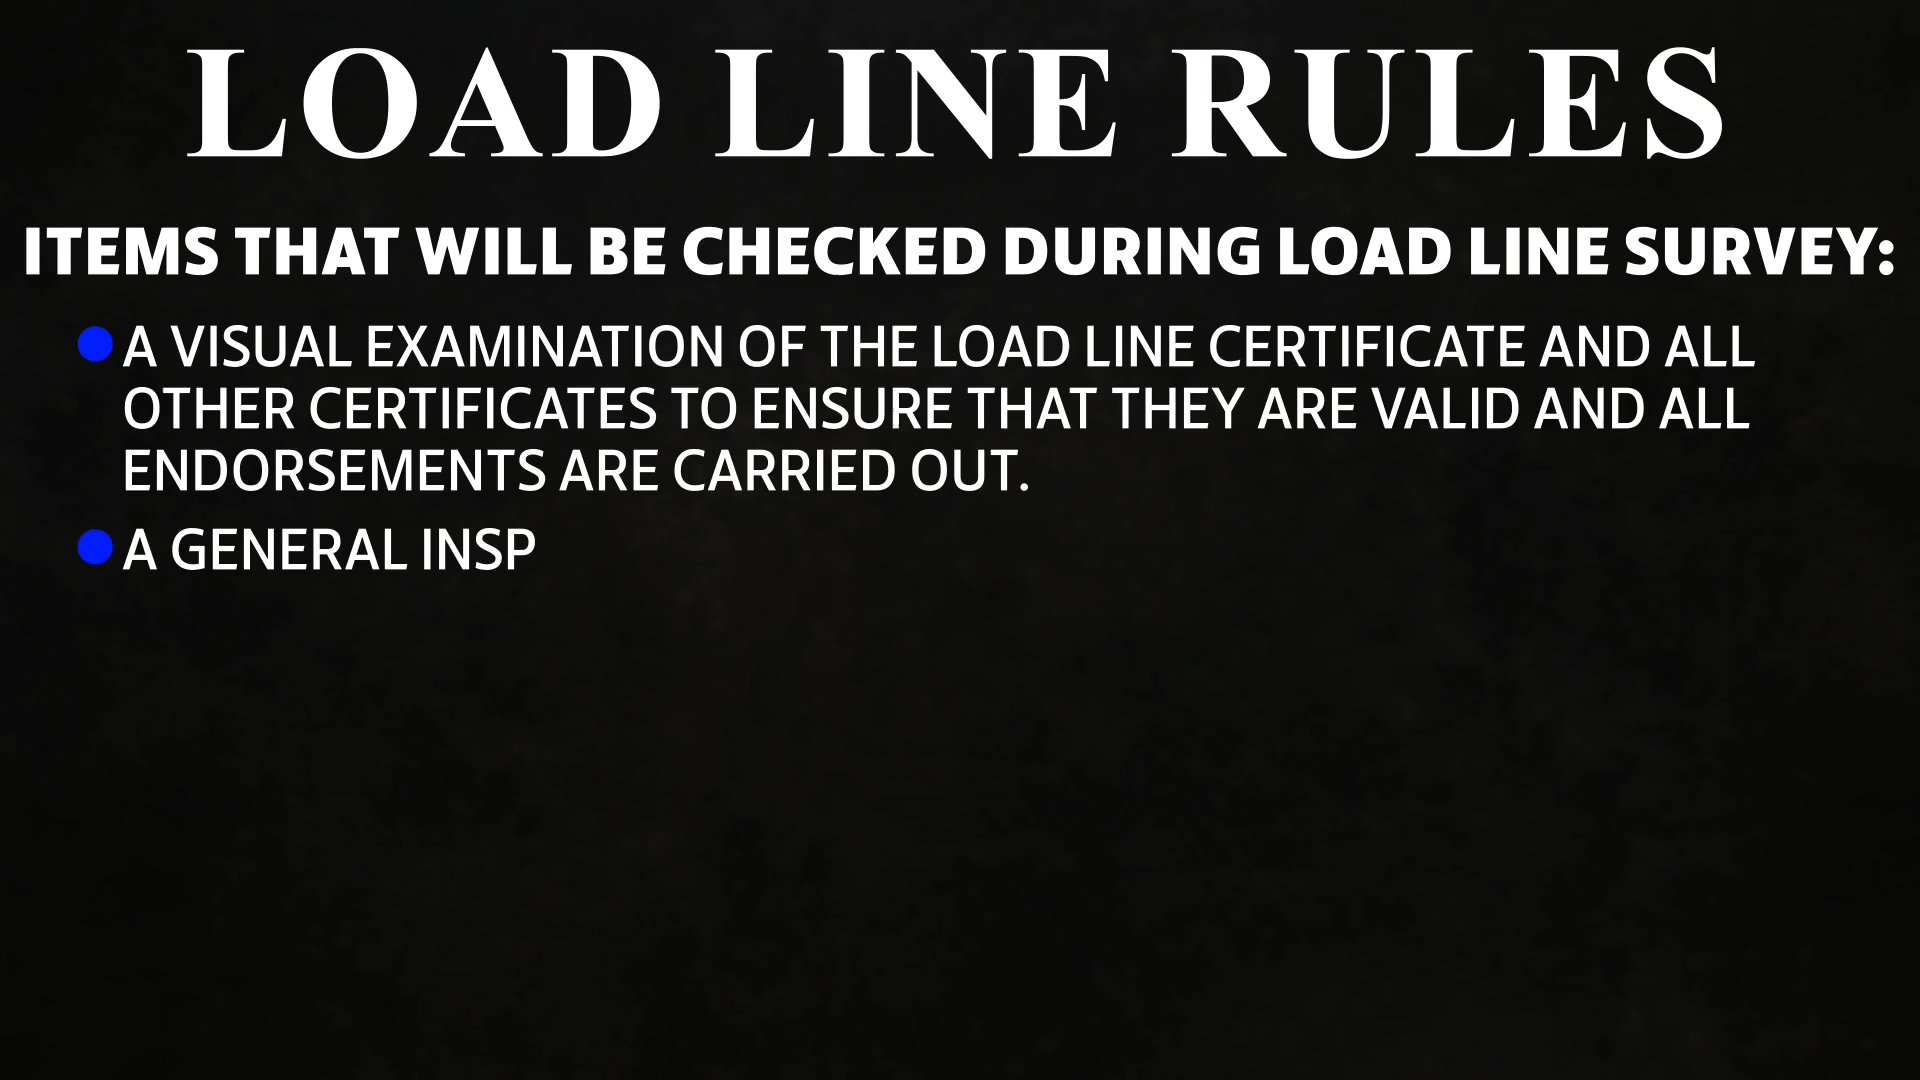 LOAD LINE RULES
ITEMS THAT WILL BE CHECKED DURING LOAD LINE SURVEY:
A VISUAL EXAMINATION OF THE LOAD LINE CERTIFICATE AND ALL
OTHER CERTIFICATES TO ENSURE THAT THEY ARE VALID AND ALL
ENDORSEMENTS ARE CARRIED OUT.
A GENERAL INSP